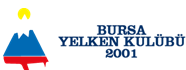 BURSA
YELKEN KULÜBÜ
2001